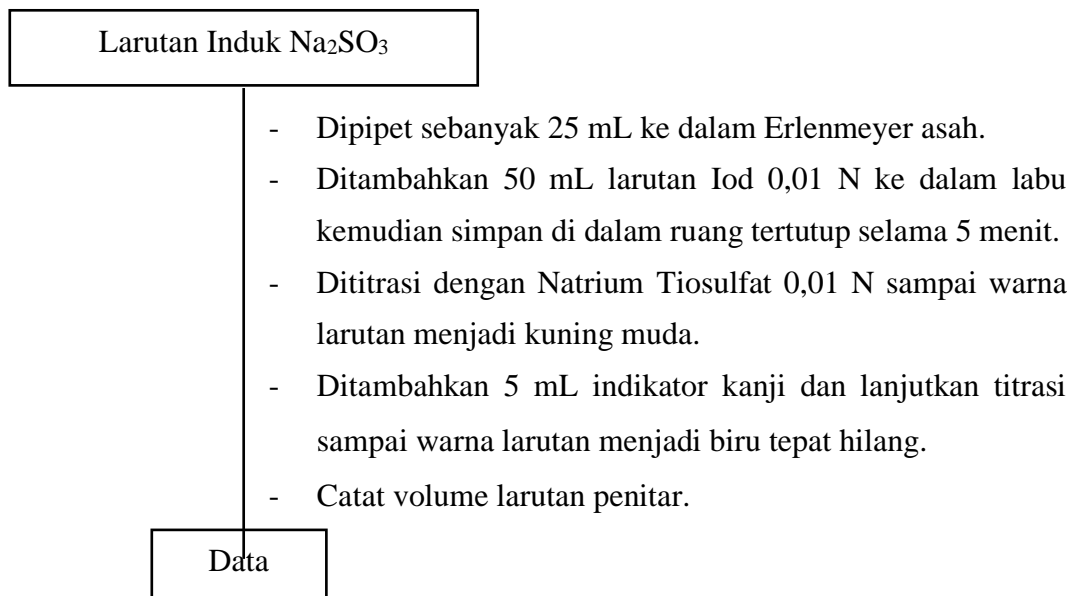 Larutan Induk Na₂SO₃
- Dipipet sebanyak 25 mL ke dalam Erlenmeyer asah.
- Ditambahkan 50 mL larutan Iod 0,01 N ke dalam labu
kemudian simpan di dalam ruang tertutup selama 5 menit.
- Dititrasi dengan Natrium Tiosulfat 0,01 N sampai warna
larutan menjadi kuning muda.
- Ditambahkan 5 mL indikator kanji dan lanjutkan titrasi
sampai warna larutan menjadi biru tepat hilang.
- Catat volume larutan penitar.
Data